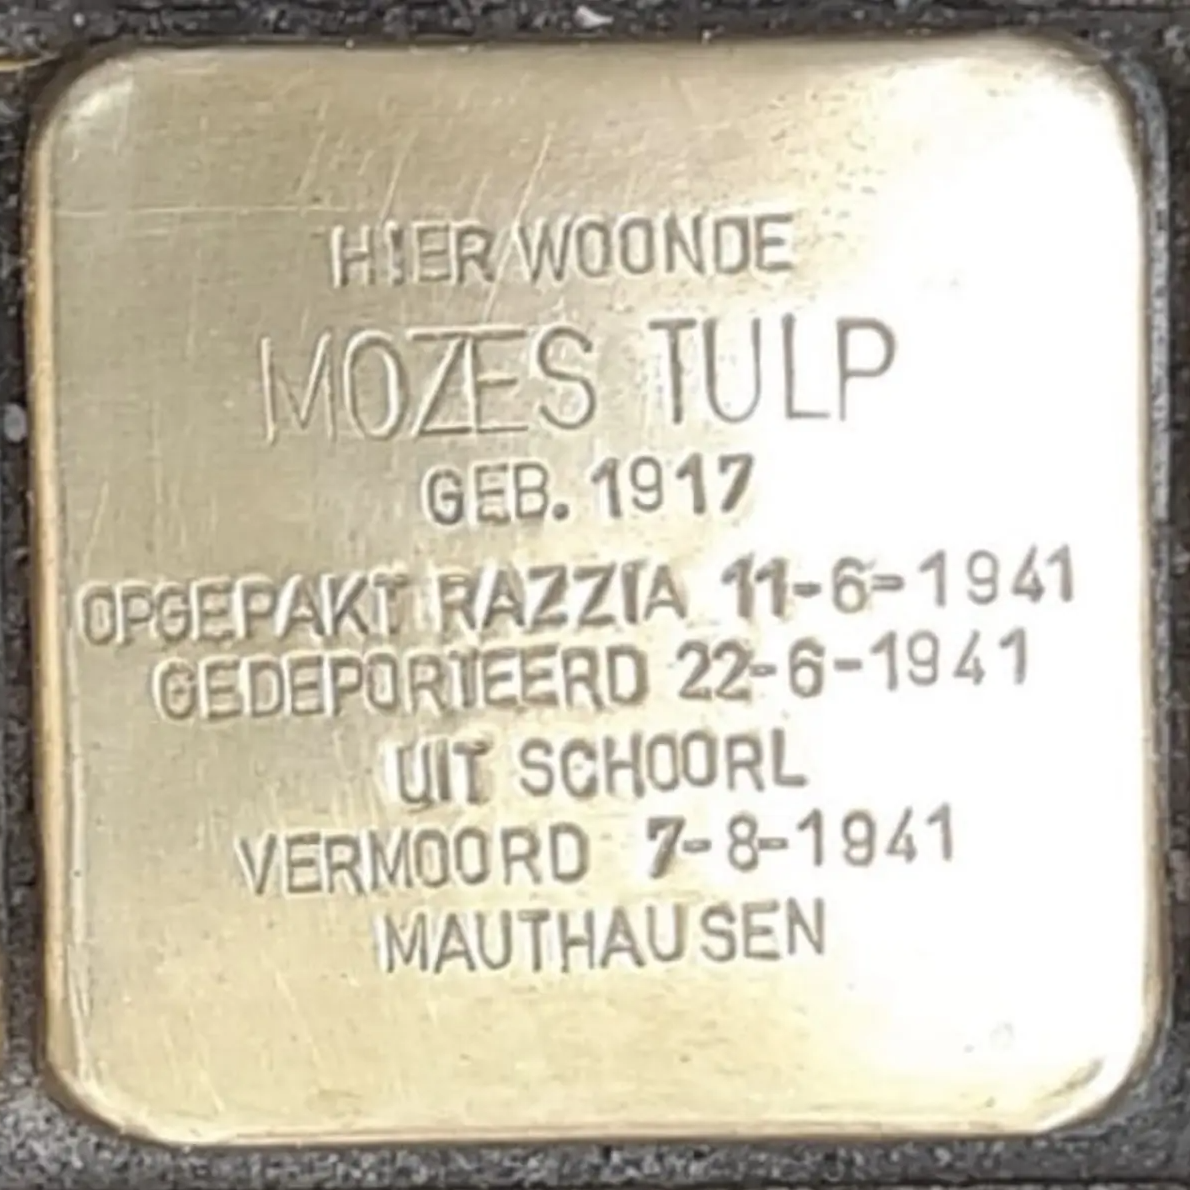 HIER WOONDE
MOZES TULP
GEB. 1917
OPGEPAKT RAZZIA 11-6-1941
GEDEPORTEERD 22-6-1941
UIT SCHOORL
VERMOORD 7-8-1941
MAUTHAUSEN